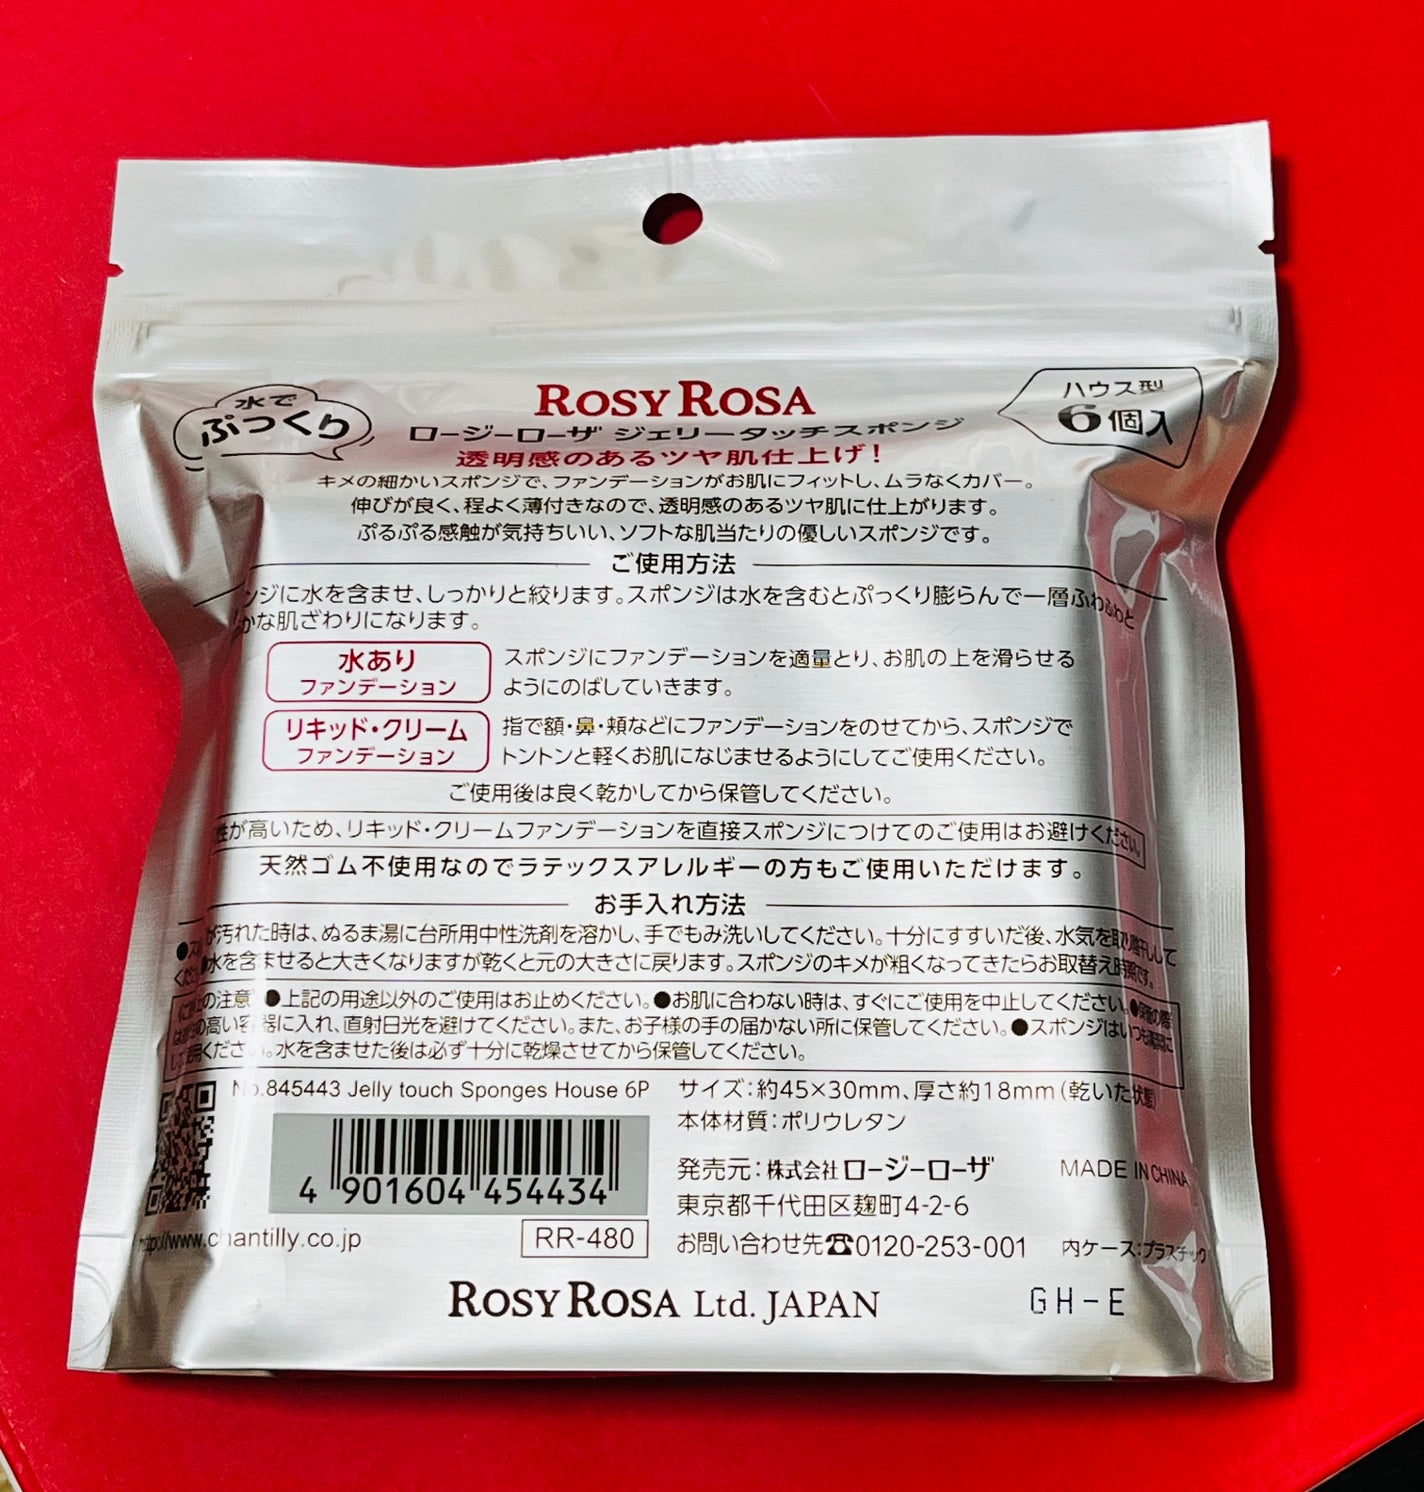 水で
ぷっくり
ROSY ROSA
ハウス型
6個入
ロージーローザ ジェリータッチスポンジ
透明感のあるツヤ肌仕上げ!
キメの細かいスポンジで、ファンデーションがお肌にフィットし、ムラなくカバー。
伸びが良く、程よく薄付きなので、透明感のあるツヤ肌に仕上がります。
ぷるぷる感触が気持ちいい、ソフトな肌当たりの優しいスポンジです。
ご使用方法
ンジに水を含ませ、しっかりと絞ります。スポンジは水を含むとぷっくり膨らんで一層ふわふわと
かな肌ざわりになります。
水あり
ファンデーション
スポンジにファンデーションを適量とり、お肌の上を滑らせる
ようにのばしていきます。
リキッド・クリーム
ファンデーション
指で額・鼻・頬などにファンデーションをのせてから、スポンジで
トントンと軽くお肌になじませるようにしてご使用ください。
ご使用後は良く乾かしてから保管してください。
性が高いため、リキッド・クリームファンデーションを直接スポンジにつけてのご使用はお避けください。
天然ゴム不使用なのでラテックスアレルギーの方もご使用いただけます。
お手入れ方法
が汚れた時は、ぬるま湯に台所用中性洗剤を溶かし、手でもみ洗いしてください。十分にすすいだ後、水気を取り陰干しして
●水を含ませると大きくなりますが乾くと元の大きさに戻ります。スポンジのキメが粗くなってきたらお取替え時期です。
上の注意 ●上記の用途以外のご使用はお止めください。●お肌に合わない時は、すぐにご使用を中止してください。●保管の際
の高い容器に入れ、直射日光を避けてください。また、お子様の手の届かない所に保管してください。●スポンジはいつも清潔に
ください。水を含ませた後は必ず十分に乾燥させてから保管してください。
No.845443 Jelly touch Sponges House 6P
サイズ:約45×30mm、厚さ約18mm(乾いた状態)
本体材質:ポリウレタン
4 901604 454434
発売元:株式会社ロージーローザ
MADE IN CHINA
東京都千代田区麹町4-2-6
http://www.chantilly.co.jp
RR-480
お問い合わせ先☎0120-253-001
内ケース:プラスチック
ROSY ROSA Ltd. JAPAN
GH-E